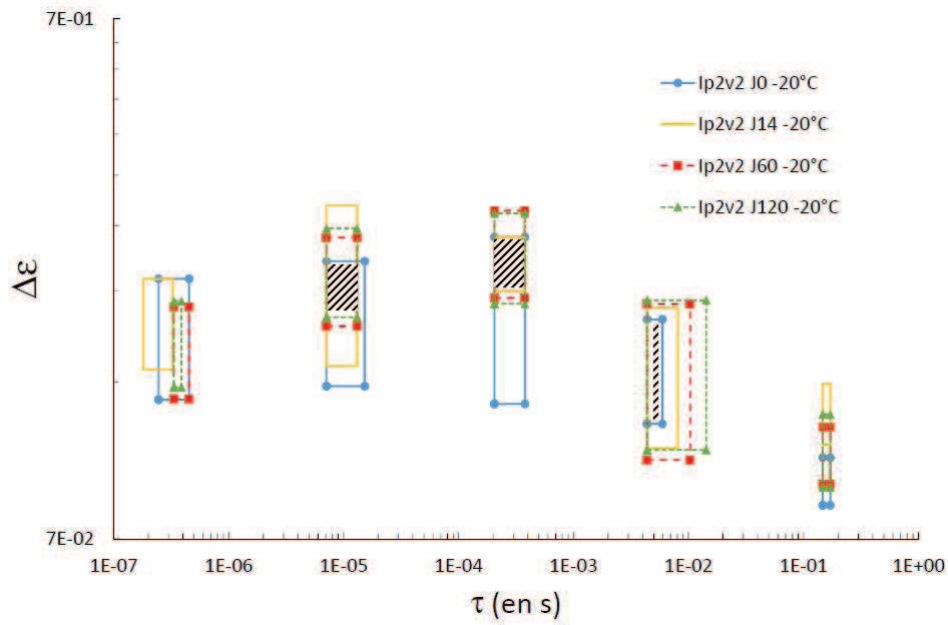 7E-01
Ip2v2 J0 -20°C
Ip2v2 J14 -20°C
Ip2v2 J60 -20°C
Ip2v2 J120 -20°C
Δε
7E-02
1E-07 1E-06 1E-05 1E-04 1E-03 1E-02 1E-01 1E+00
τ (en s)